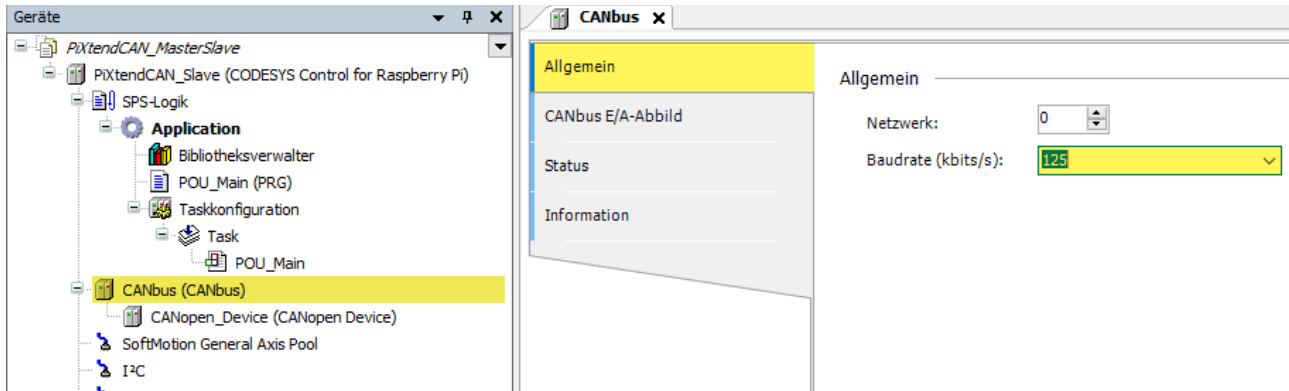 Geräte
PiXtendCAN_MasterSlave
PiXtendCAN_Slave (CODESYS Control for Raspberry Pi)
SPS-Logik
Application
Bibliotheksverwalter
POU_Main (PRG)
Taskkonfiguration
Task
POU_Main
CANbus (CANbus)
CANopen_Device (CANopen Device)
SoftMotion General Axis Pool
I²C
CANbus
Allgemein
CANbus E/A-Abbild
Status
Information
Allgemein
Netzwerk: 0
Baudrate (kbits/s): 125